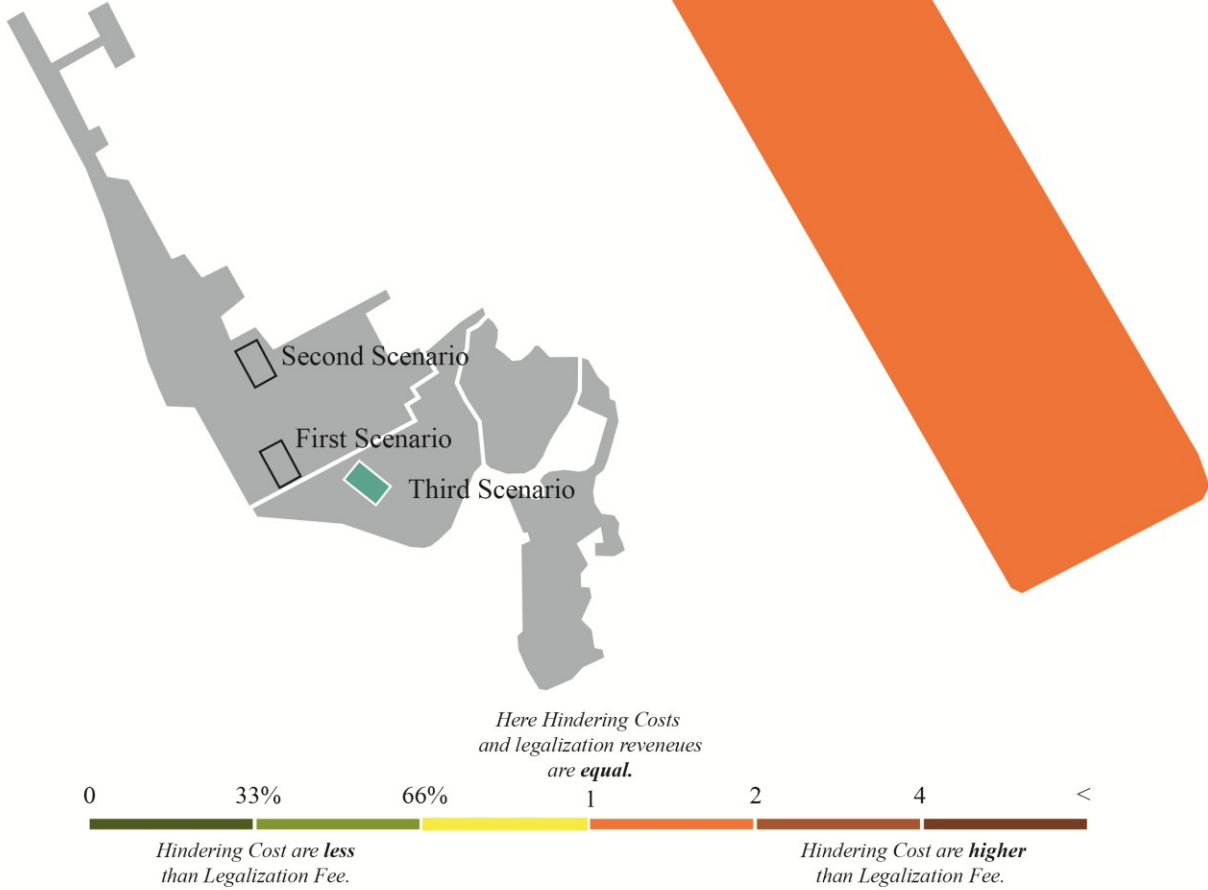 Second Scenario
First Scenario
Third Scenario
Here Hindering Costs
and legalization reveneues
are equal.
0 33% 66% 1 2 4 <
Hindering Cost are less
than Legalization Fee.
Hindering Cost are higher
than Legalization Fee.